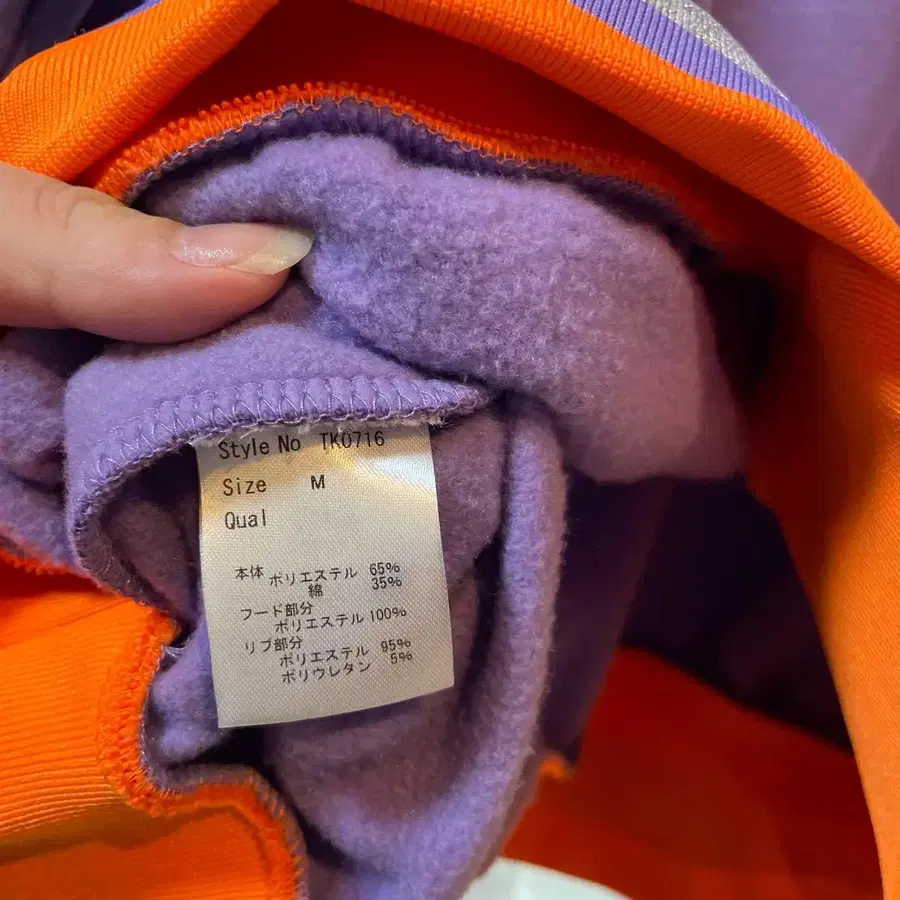 Style No TK0716
Size M
Qual
本体 ポリエステル 65%
綿 35%
フード部分
ポリエステル 100%
リブ部分
ポリエステル 95%
ポリウレタン 5%